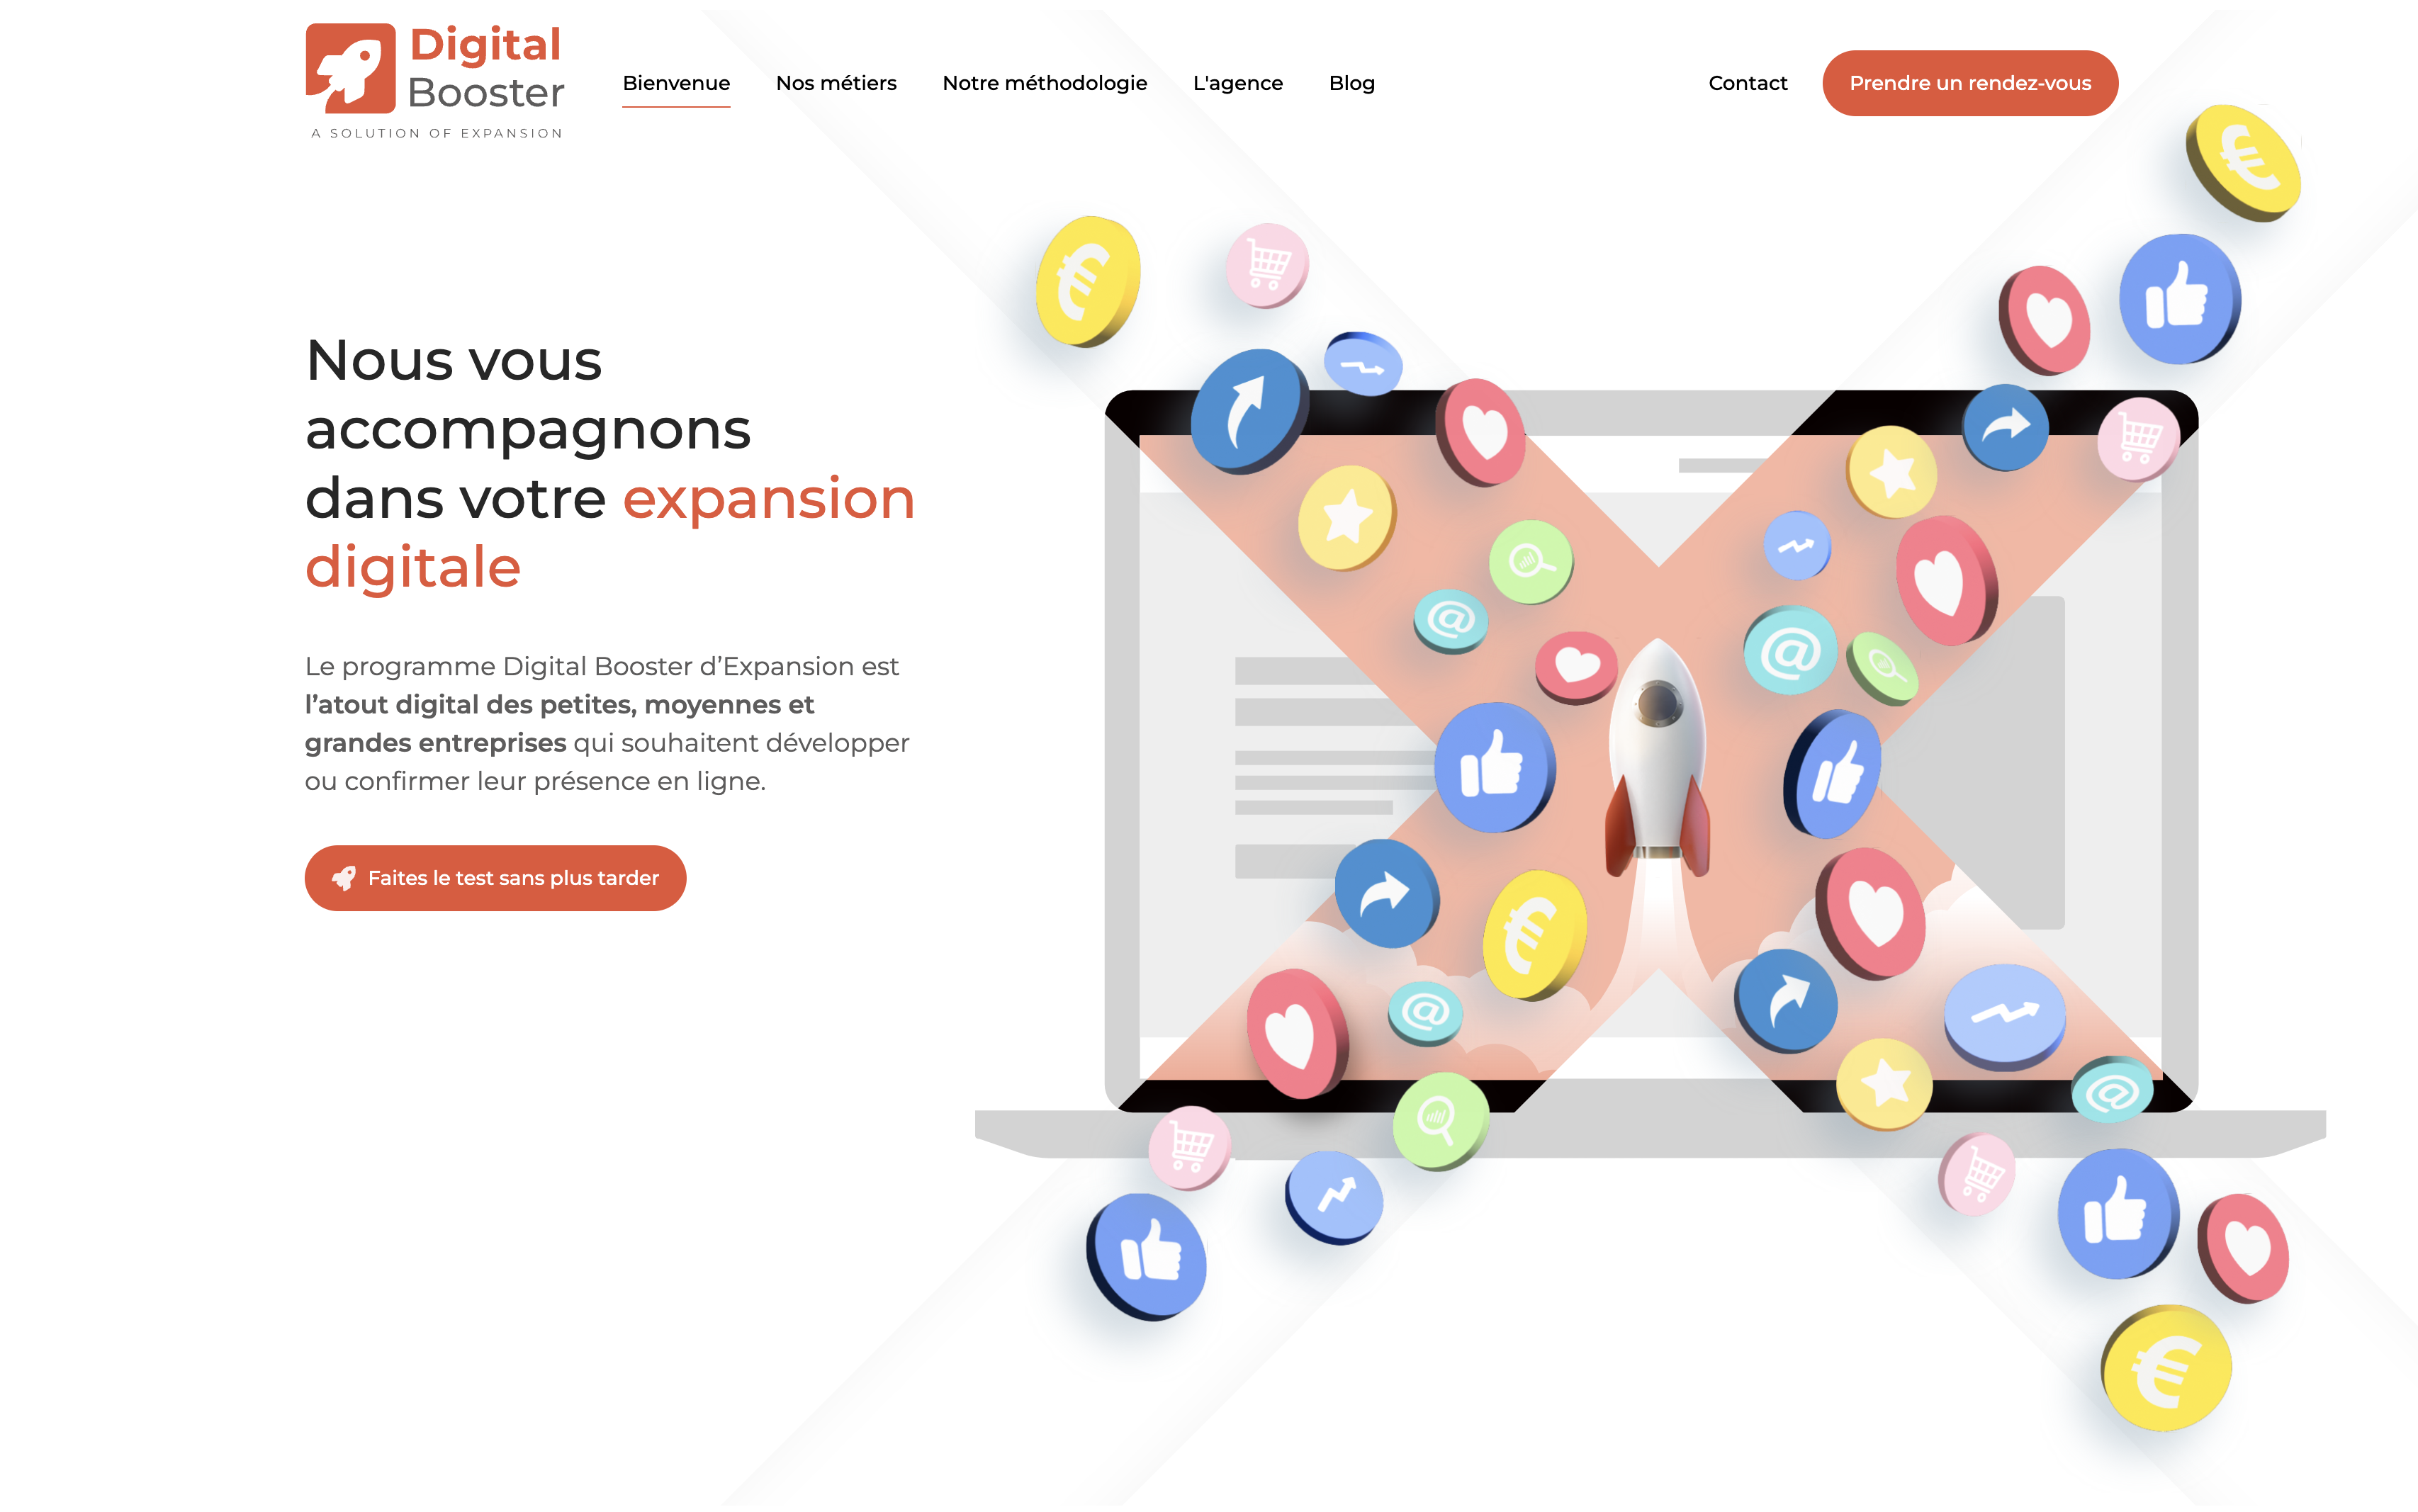 Digital
Booster
A SOLUTION OF EXPANSION
Bienvenue
Nos métiers
Notre méthodologie
L'agence
Blog
Contact
Prendre un rendez-vous
Nous vous
accompagnons
dans votre expansion
digitale
Le programme Digital Booster d’Expansion est
l’atout digital des petites, moyennes et
grandes entreprises qui souhaitent développer
ou confirmer leur présence en ligne.
Faites le test sans plus tarder